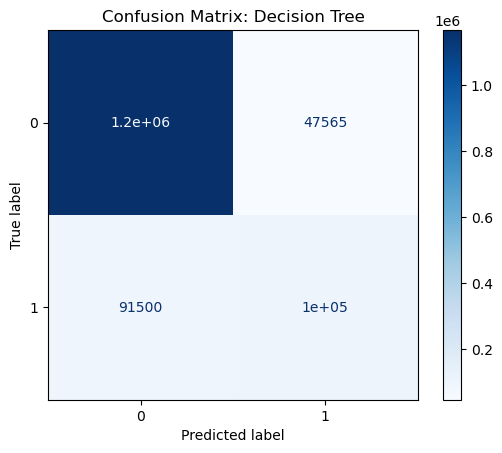 Confusion Matrix: Decision Tree
1e6
0
1.2e+06
47565
1.0
0.8
True label
0.6
1
91500
1e+05
0.4
0.2
0
1
Predicted label